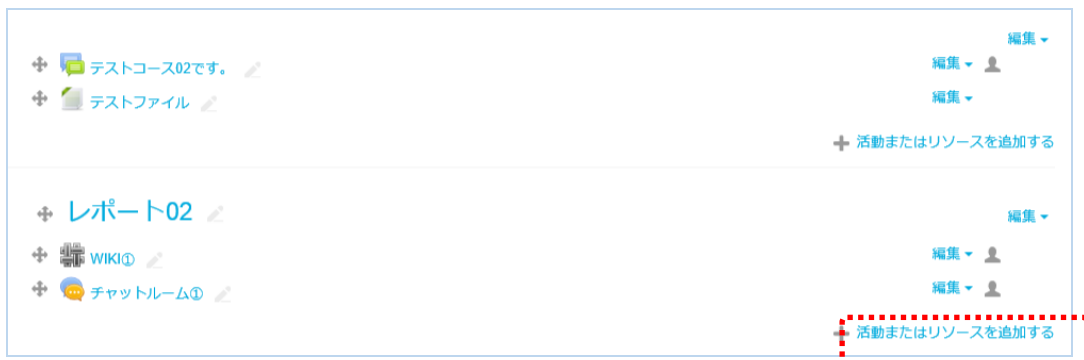 編集
テストコース02です。 編集
テストファイル 編集
活動またはリソースを追加する
レポート02 編集
WIKI① 編集
チャットルーム① 編集
活動またはリソースを追加する